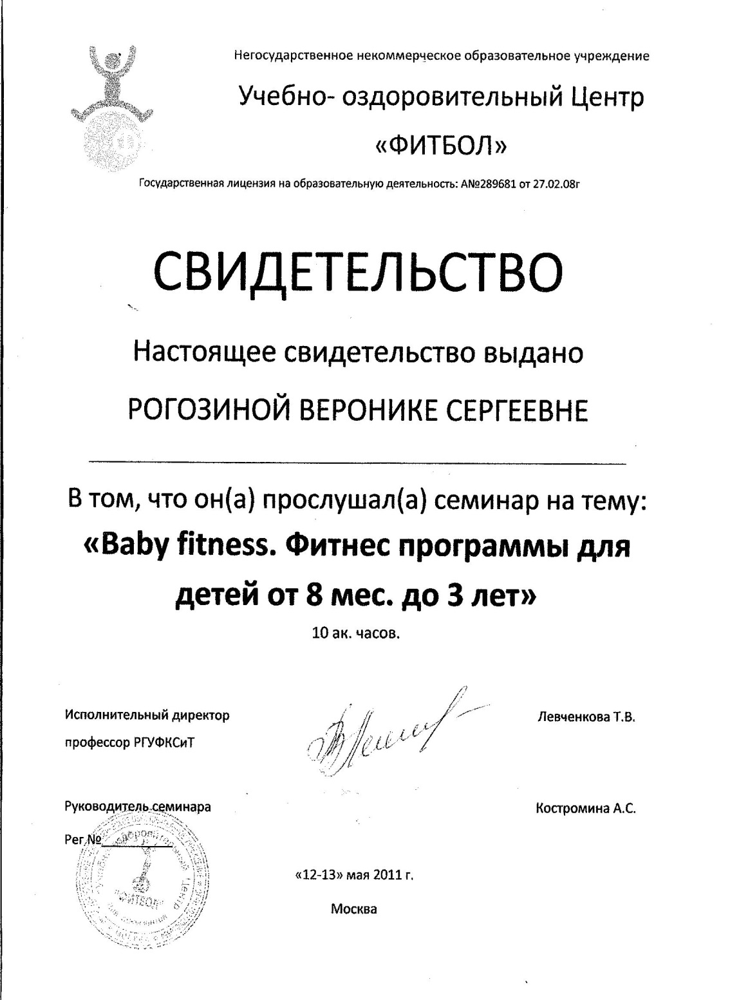 Негосударственное некоммерческое образовательное учреждение
Учебно- оздоровительный Центр
«ФИТБОЛ»
Государственная лицензия на образовательную деятельность: А№289681 от 27.02.08г
СВИДЕТЕЛЬСТВО
Настоящее свидетельство выдано
РОГОЗИНОЙ ВЕРОНИКЕ СЕРГЕЕВНЕ
В том, что он(а) прослушал(а) семинар на тему:
«Baby fitness. Фитнес программы для
детей от 8 мес. до 3 лет»
10 ак. часов.
Исполнительный директор
Левченкова Т.В.
профессор РГУФКСиТ
Руководитель семинара
Костромина А.С.
Рег.№
"ФИТБОЛ"
Центр
«12-13» мая 2011 г.
Москва